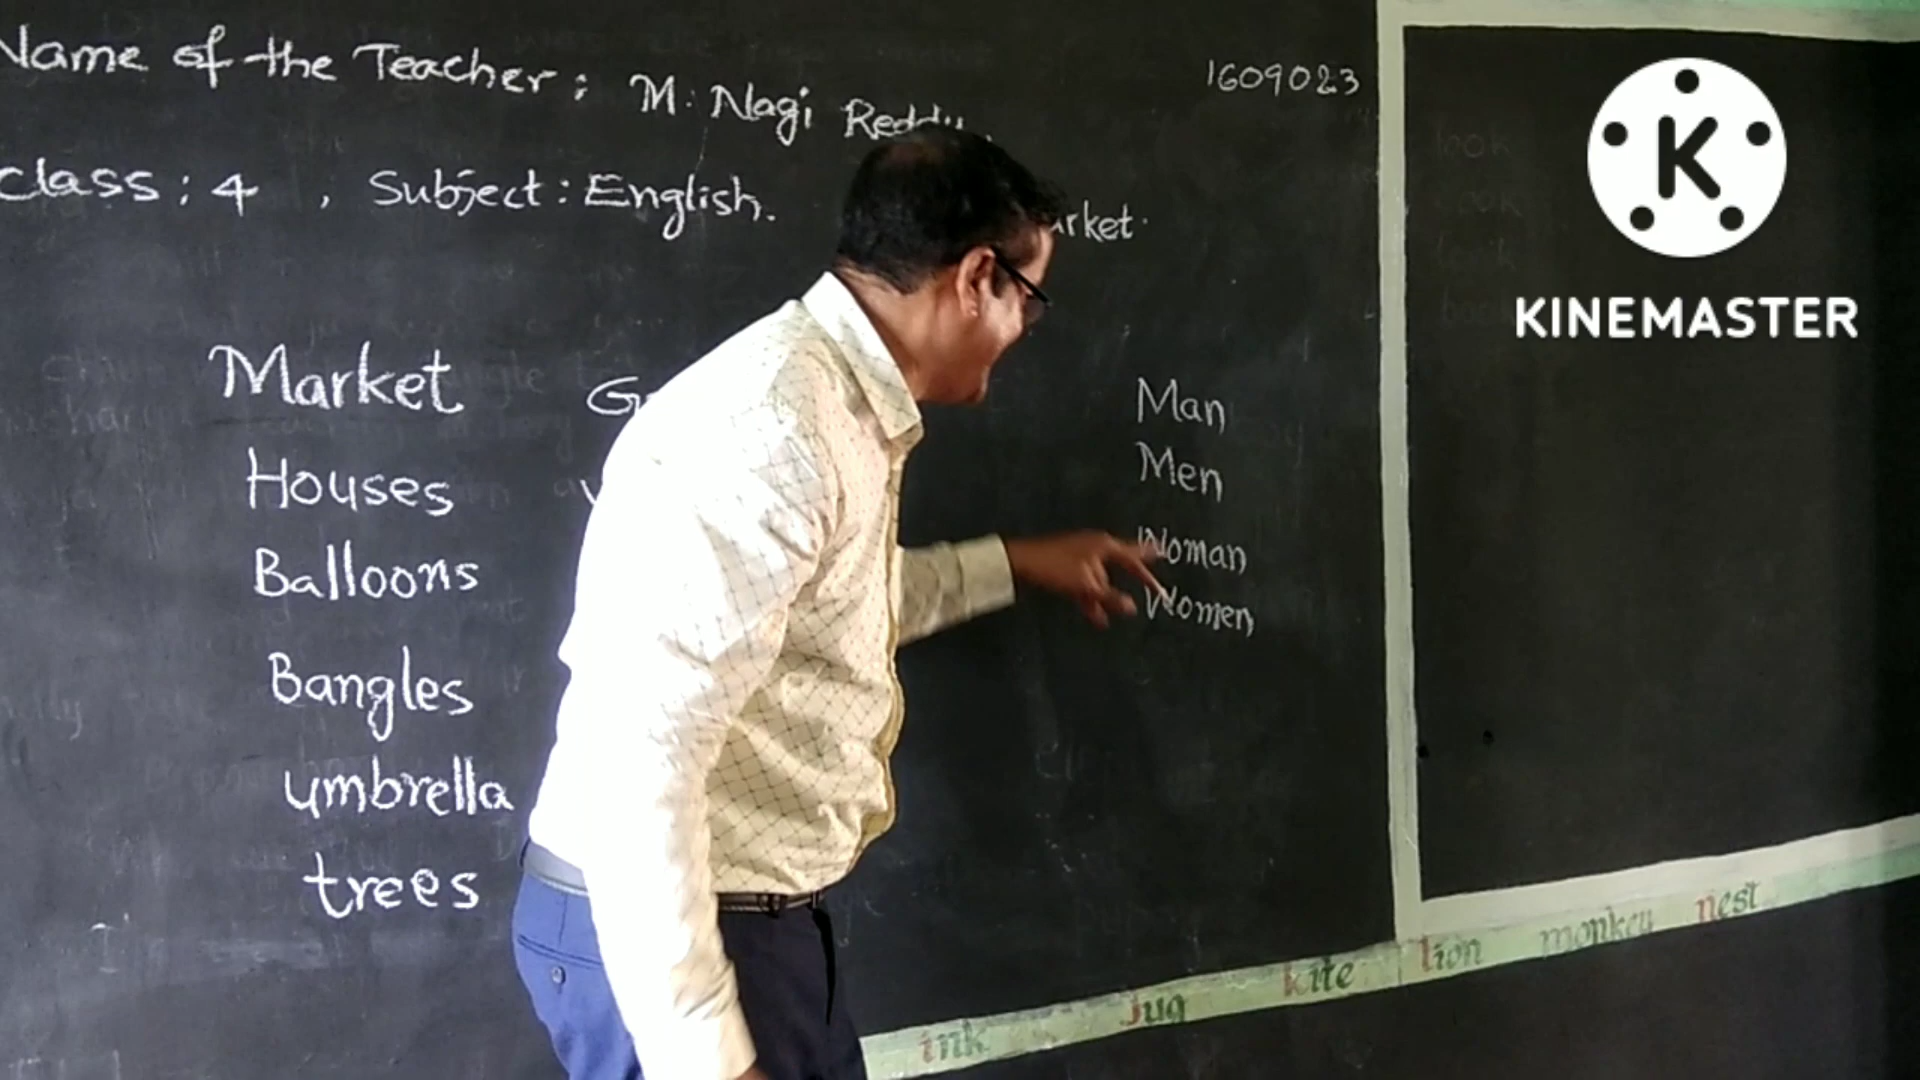 Name of the Teacher : M. Nagi Reddy
1609023
Class : 4 , Subject : English.
Market
Houses
Balloons
Bangles
umbrella
trees
Man
Men
Woman
Women
ink Jug kite lion monkey nest
K
KINEMASTER